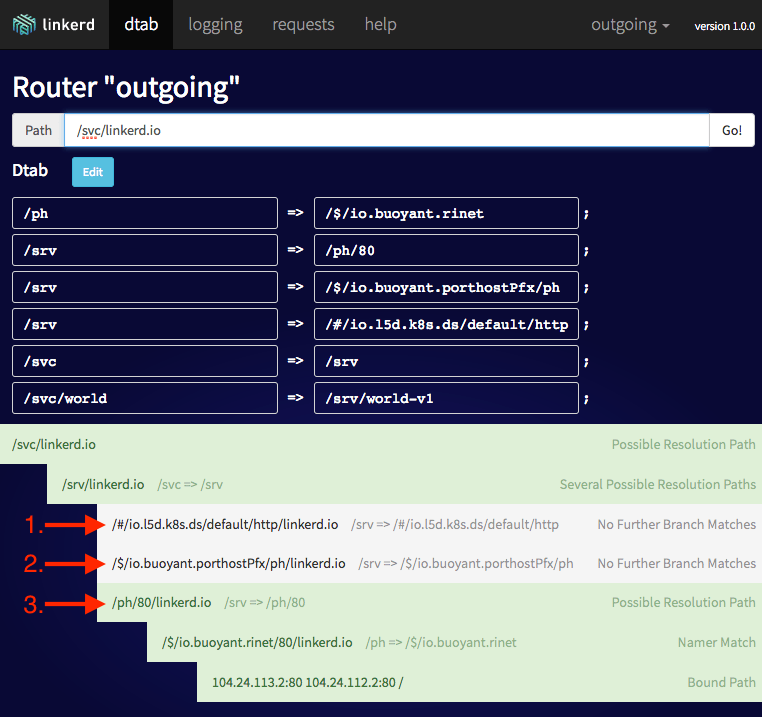 linkerd dtab logging requests help outgoing version 1.0.0
Router "outgoing"
Path /svc/linkerd.io Go!
Dtab Edit
/ph => /$/io.buoyant.rinet ;
/srv => /ph/80 ;
/srv => /$/io.buoyant.porthostPfx/ph ;
/srv => /#/io.l5d.k8s.ds/default/http ;
/svc => /srv ;
/svc/world => /srv/world-v1 ;
/svc/linkerd.io Possible Resolution Path
/srv/linkerd.io /svc => /srv Several Possible Resolution Paths
1. /#/io.l5d.k8s.ds/default/http/linkerd.io /srv => /#/io.l5d.k8s.ds/default/http No Further Branch Matches
2. /$/io.buoyant.porthostPfx/ph/linkerd.io /srv => /$/io.buoyant.porthostPfx/ph No Further Branch Matches
3. /ph/80/linkerd.io /srv => /ph/80 Possible Resolution Path
/$/io.buoyant.rinet/80/linkerd.io /ph => /$/io.buoyant.rinet Namer Match
104.24.113.2:80 104.24.112.2:80 / Bound Path